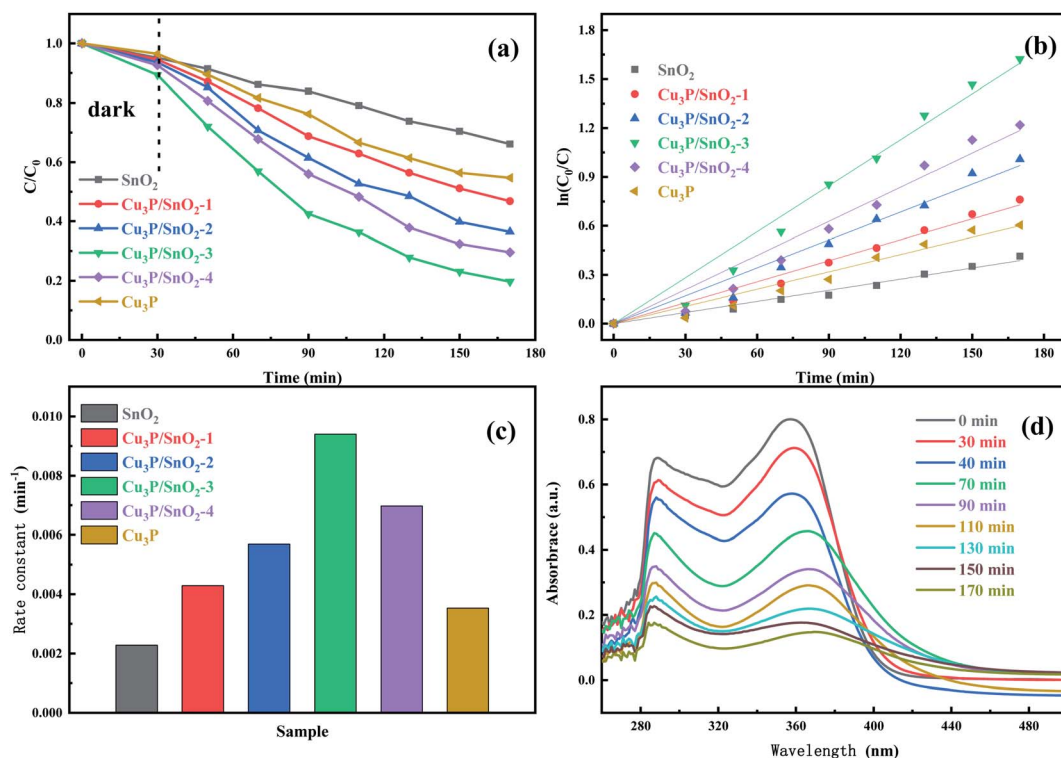 (a)
1.0
0.8
0.6
0.4
0.2
0.0
C/C₀
dark
SnO₂
Cu₃P/SnO₂-1
Cu₃P/SnO₂-2
Cu₃P/SnO₂-3
Cu₃P/SnO₂-4
Cu₃P
0 30 60 90 120 150 180
Time (min)
(b)
1.8
1.5
1.2
0.9
0.6
0.3
0.0
ln(C₀/C)
SnO₂
Cu₃P/SnO₂-1
Cu₃P/SnO₂-2
Cu₃P/SnO₂-3
Cu₃P/SnO₂-4
Cu₃P
0 30 60 90 120 150 180
Time (min)
(c)
0.010
0.008
0.006
0.004
0.002
0.000
Rate constant (min⁻¹)
SnO₂
Cu₃P/SnO₂-1
Cu₃P/SnO₂-2
Cu₃P/SnO₂-3
Cu₃P/SnO₂-4
Cu₃P
Sample
(d)
0.8
0.6
0.4
0.2
0.0
Absorbrace (a.u.)
0 min
30 min
40 min
70 min
90 min
110 min
130 min
150 min
170 min
280 320 360 400 440 480
Wavelength (nm)